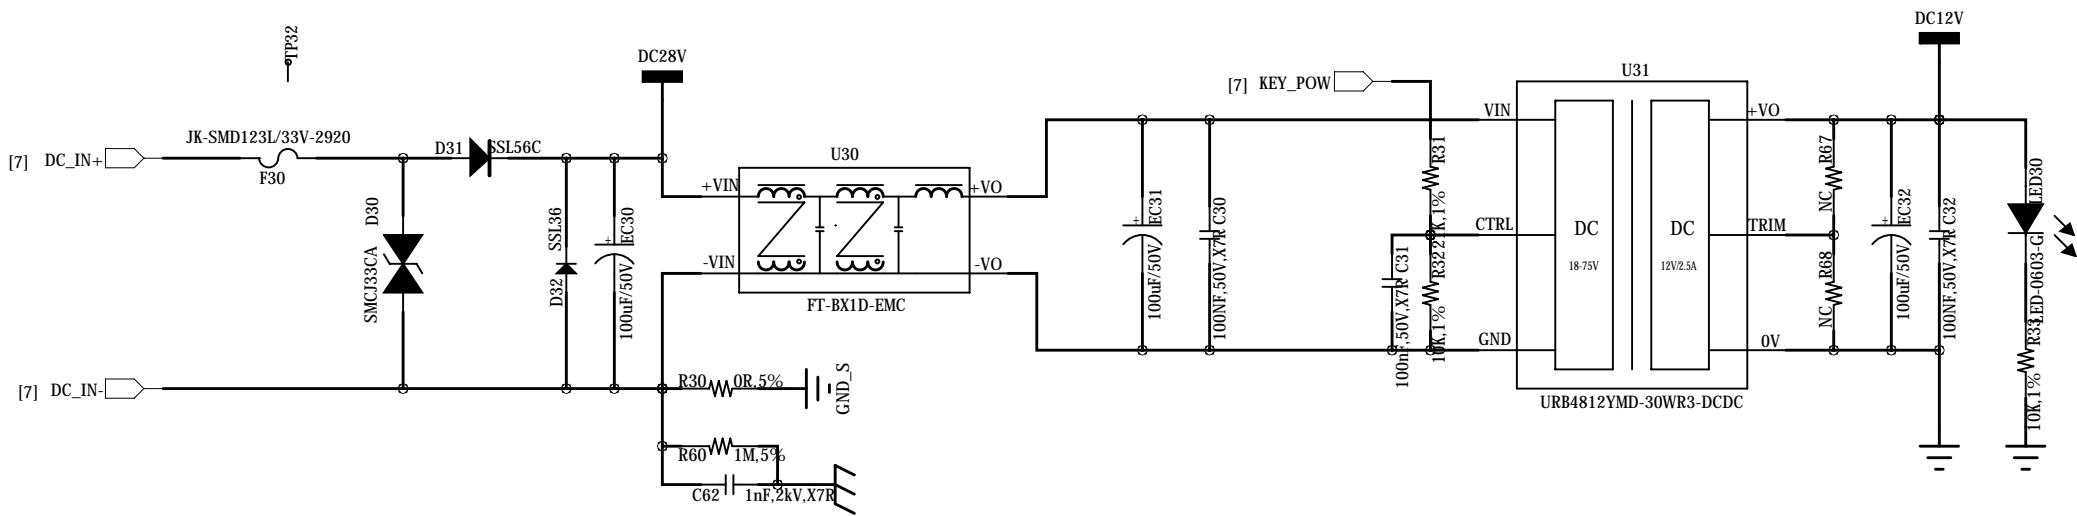 TP32
DC12V
DC28V
U31
[7] KEY_POW
VIN
+VO
JK-SMD123L/33V-2920
[7] DC_IN+
F30
D31
SSL56C
U30
+VIN
+VO
-VIN
-VO
FT-BX1D-EMC
D30
SMCJ33CA
SSL36
D32
EC30
100uF/50V
EC31
100uF/50V
C30
100NF,50V,X7R
R31
2.1K,1%
C31
100nF,50V,X7R
R32
10K,1%
CTRL
GND
DC
18-75V
DC
12V/2.5A
TRIM
0V
URB4812YMD-30WR3-DCDC
R67
NC
R68
NC
EC32
100uF/50V
C32
100NF,50V,X7R
LED30
LED-0603-G
R33
10K,1%
[7] DC_IN-
R30 0R,5%
GND_S
R60 1M,5%
C62 1nF,2kV,X7R